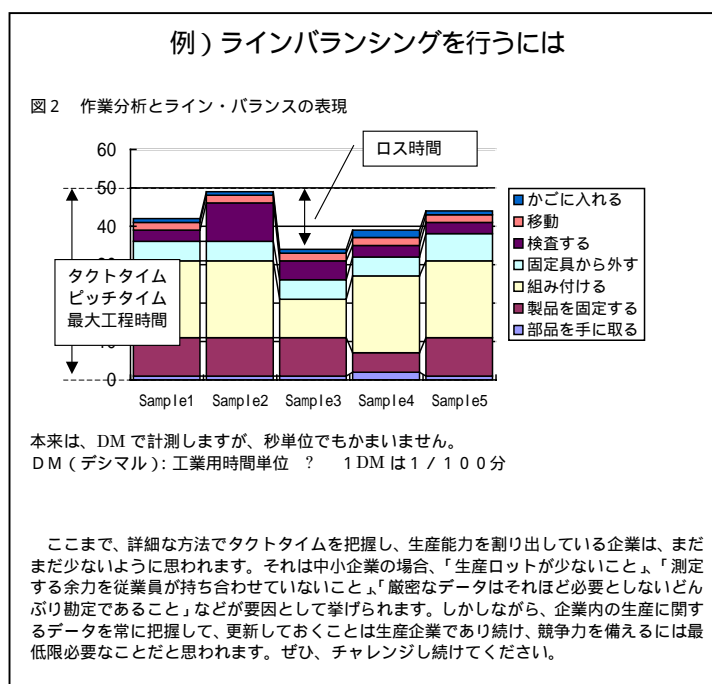 例）ラインバランシングを行うには
図２　作業分析とライン・バランスの表現
ロス時間
60
50
40
0
タクトタイム
ピッチタイム
最大工程時間
かごに入れる
移動
検査する
固定具から外す
組み付ける
製品を固定する
部品を手に取る
Sample1 Sample2 Sample3 Sample4 Sample5
本来は、DM で計測しますが、秒単位でもかまいません。
ＤＭ（デシマル）：工業用時間単位　？　１DM は１／１００分
ここまで、詳細な方法でタクトタイムを把握し、生産能力を割り出している企業は、まだ
まだ少ないように思われます。それは中小企業の場合、「生産ロットが少ないこと」、「測定
する余力を従業員が持ち合わせていないこと」、「厳密なデータはそれほど必要としないどん
ぶり勘定であること」などが要因として挙げられます。しかしながら、企業内の生産に関す
るデータを常に把握して、更新しておくことは生産企業であり続け、競争力を備えるには最
低限必要なことだと思われます。ぜひ、チャレンジし続けてください。